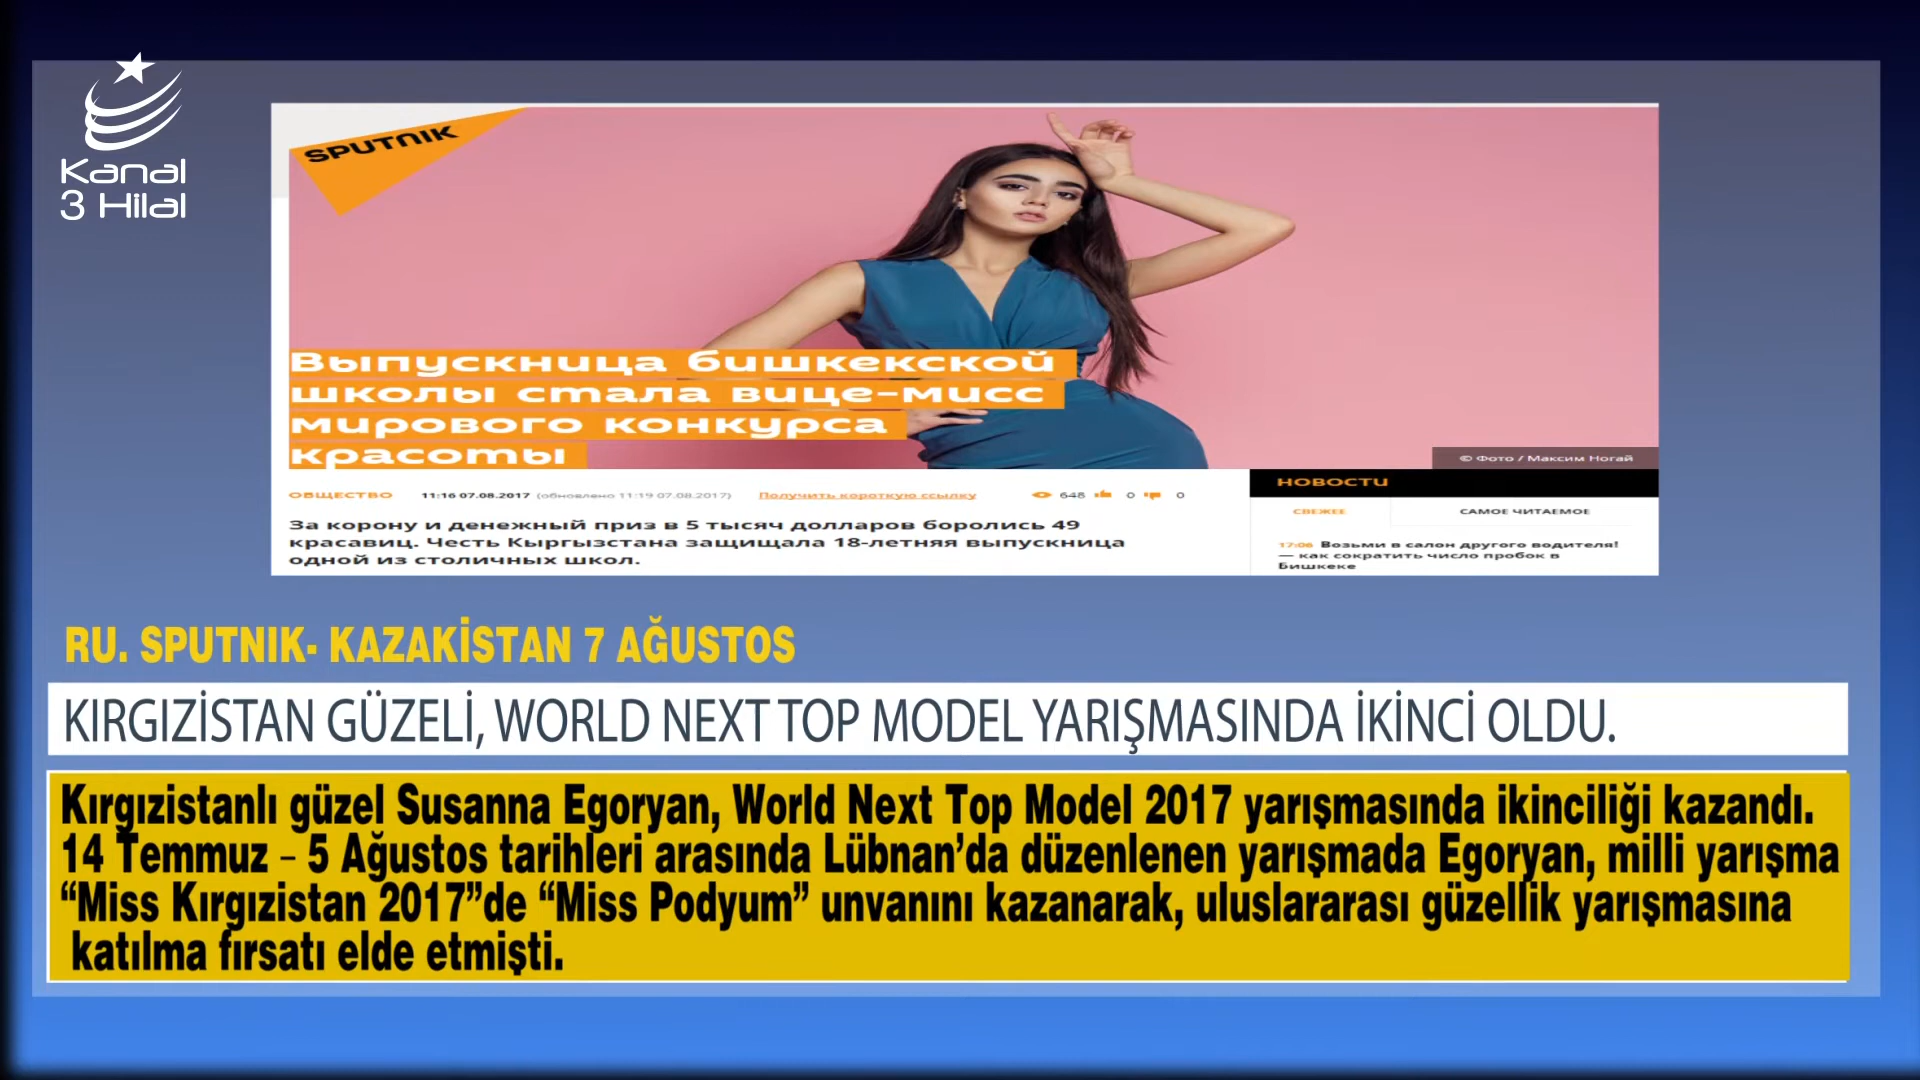 Kanal
3 Hilal
SPUTNIK
Выпускница бишкекской
школы стала вице-мисс
мирового конкурса
красоты
© Фото / Максим Ногай
ОБЩЕСТВО 11:16 07.08.2017 (обновлено 11:19 07.08.2017) Получить короткую ссылку 648 0 0
За корону и денежный приз в 5 тысяч долларов боролись 49
красавиц. Честь Кыргызстана защищала 18-летняя выпускница
одной из столичных школ.
НОВОСТИ
СВЕЖЕЕ САМОЕ ЧИТАЕМОЕ
17:06 Возьми в салон другого водителя!
— как сократить число пробок в
Бишкеке
RU. SPUTNIK- KAZAKİSTAN 7 AĞUSTOS
KIRGIZİSTAN GÜZELİ, WORLD NEXT TOP MODEL YARIŞMASINDA İKİNCİ OLDU.
Kırgızistanlı güzel Susanna Egoryan, World Next Top Model 2017 yarışmasında ikinciliği kazandı.
14 Temmuz – 5 Ağustos tarihleri arasında Lübnan’da düzenlenen yarışmada Egoryan, milli yarışma
“Miss Kırgızistan 2017”de “Miss Podyum” unvanını kazanarak, uluslararası güzellik yarışmasına
katılma fırsatı elde etmişti.